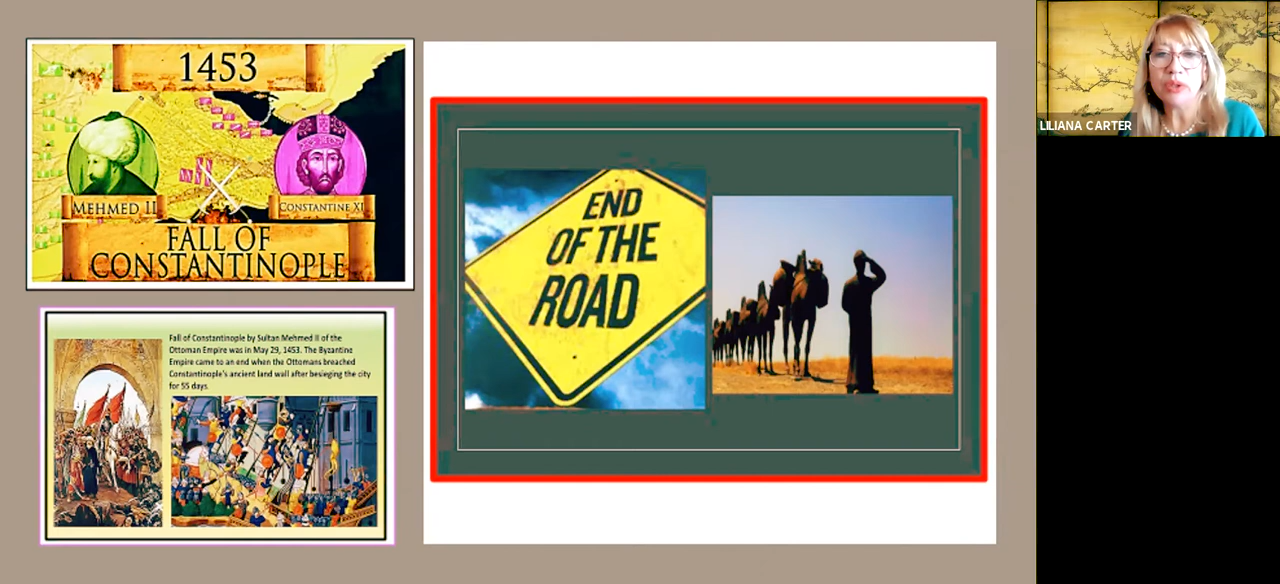 1453
MEHMED II
CONSTANTINE XI
FALL OF
CONSTANTINOPLE
Fall of Constantinople by Sultan Mehmed II of the
Ottoman Empire was in May 29, 1453. The Byzantine
Empire came to an end when the Ottomans breached
Constantinople's ancient land wall after besieging the city
for 55 days.
END
OF THE
ROAD
LILIANA CARTER